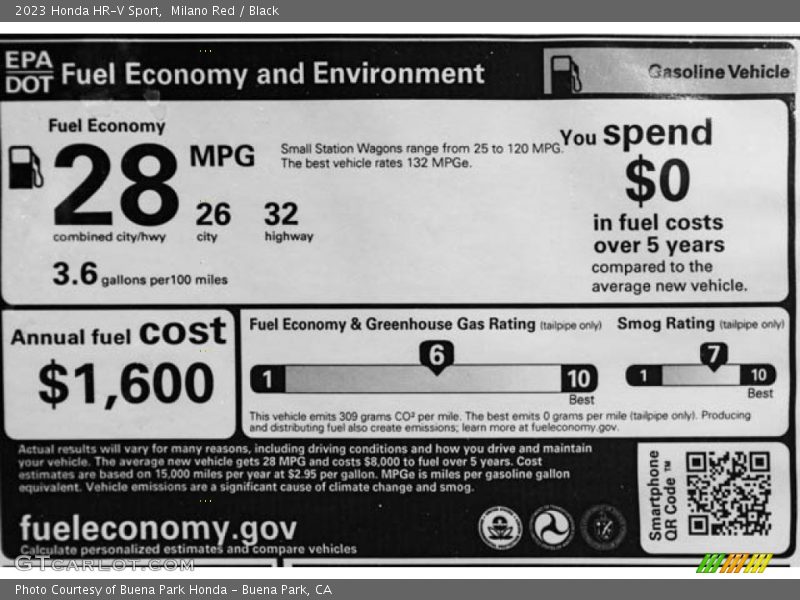 2023 Honda HR-V Sport,  Milano Red / Black
EPA
DOT
Fuel Economy and Environment
Gasoline Vehicle
Fuel Economy
28 MPG
combined city/hwy
26
city
32
highway
3.6 gallons per100 miles
Small Station Wagons range from 25 to 120 MPG.
The best vehicle rates 132 MPGe.
You spend
$0
in fuel costs
over 5 years
compared to the
average new vehicle.
Annual fuel cost
$1,600
Fuel Economy & Greenhouse Gas Rating (tailpipe only)
1
6
10
Best
Smog Rating (tailpipe only)
1
7
10
Best
This vehicle emits 309 grams CO² per mile. The best emits 0 grams per mile (tailpipe only). Producing
and distributing fuel also create emissions; learn more at fueleconomy.gov.
Actual results will vary for many reasons, including driving conditions and how you drive and maintain
your vehicle. The average new vehicle gets 28 MPG and costs $8,000 to fuel over 5 years. Cost
estimates are based on 15,000 miles per year at $2.95 per gallon. MPGe is miles per gasoline gallon
equivalent. Vehicle emissions are a significant cause of climate change and smog.
fueleconomy.gov
Calculate personalized estimates and compare vehicles
Smartphone
QR Code ™
GTCarLot.com
Photo Courtesy of Buena Park Honda - Buena Park, CA